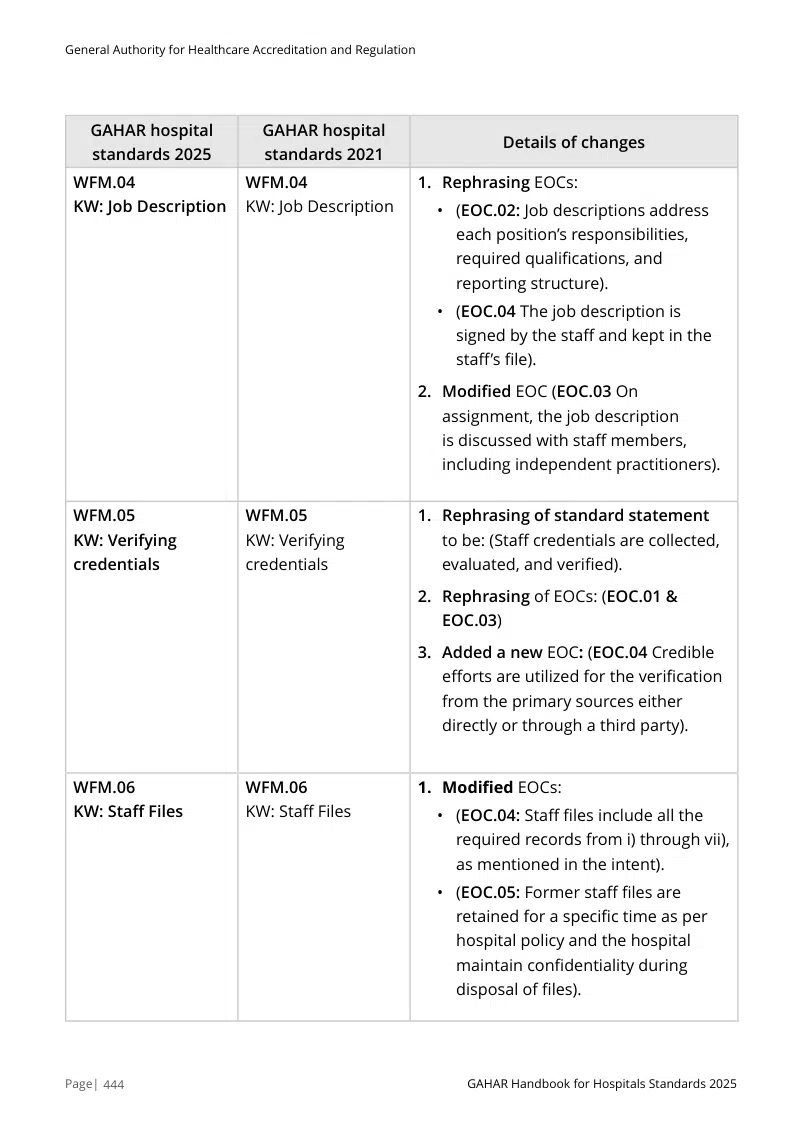 General Authority for Healthcare Accreditation and Regulation
GAHAR hospital
standards 2025
GAHAR hospital
standards 2021
Details of changes
WFM.04
KW: Job Description
WFM.04
KW: Job Description
1. Rephrasing EOCs:
• (EOC.02: Job descriptions address
each position’s responsibilities,
required qualifications, and
reporting structure).
• (EOC.04 The job description is
signed by the staff and kept in the
staff’s file).
2. Modified EOC (EOC.03 On
assignment, the job description
is discussed with staff members,
including independent practitioners).
WFM.05
KW: Verifying
credentials
WFM.05
KW: Verifying
credentials
1. Rephrasing of standard statement
to be: (Staff credentials are collected,
evaluated, and verified).
2. Rephrasing of EOCs: (EOC.01 &
EOC.03)
3. Added a new EOC: (EOC.04 Credible
efforts are utilized for the verification
from the primary sources either
directly or through a third party).
WFM.06
KW: Staff Files
WFM.06
KW: Staff Files
1. Modified EOCs:
• (EOC.04: Staff files include all the
required records from i) through vii),
as mentioned in the intent).
• (EOC.05: Former staff files are
retained for a specific time as per
hospital policy and the hospital
maintain confidentiality during
disposal of files).
Page| 444
GAHAR Handbook for Hospitals Standards 2025